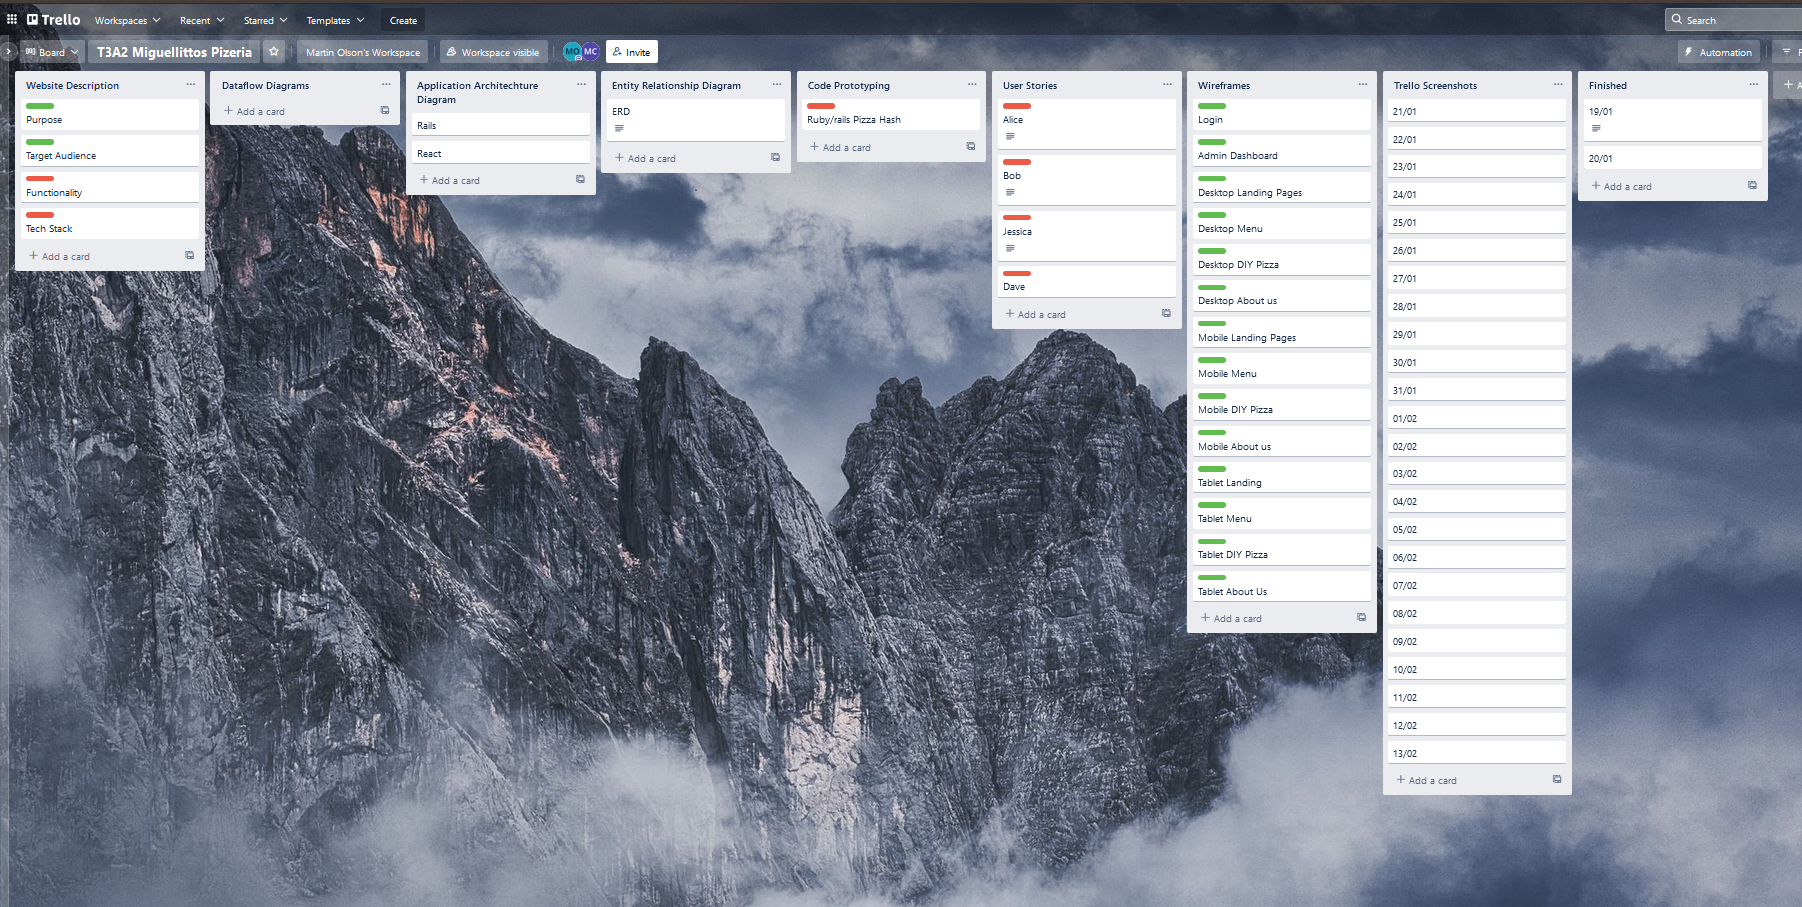 Trello
Workspaces
Recent
Starred
Templates
Create
Search
Board
T3A2 Miguellittos Pizeria
Martin Olson's Workspace
Workspace visible
MO
MC
Invite
Automation
Website Description
Purpose
Target Audience
Functionality
Tech Stack
+ Add a card
Dataflow Diagrams
+ Add a card
Application Architechture
Diagram
Rails
React
+ Add a card
Entity Relationship Diagram
ERD
+ Add a card
Code Prototyping
Ruby/rails Pizza Hash
+ Add a card
User Stories
Alice
Bob
Jessica
Dave
+ Add a card
Wireframes
Login
Admin Dashboard
Desktop Landing Pages
Desktop Menu
Desktop DIY Pizza
Desktop About us
Mobile Landing Pages
Mobile Menu
Mobile DIY Pizza
Mobile About us
Tablet Landing
Tablet Menu
Tablet DIY Pizza
Tablet About Us
+ Add a card
Trello Screenshots
21/01
22/01
23/01
24/01
25/01
26/01
27/01
28/01
29/01
30/01
31/01
01/02
02/02
03/02
04/02
05/02
06/02
07/02
08/02
09/02
10/02
11/02
12/02
13/02
+ Add a card
Finished
19/01
20/01
+ Add a card
+ A